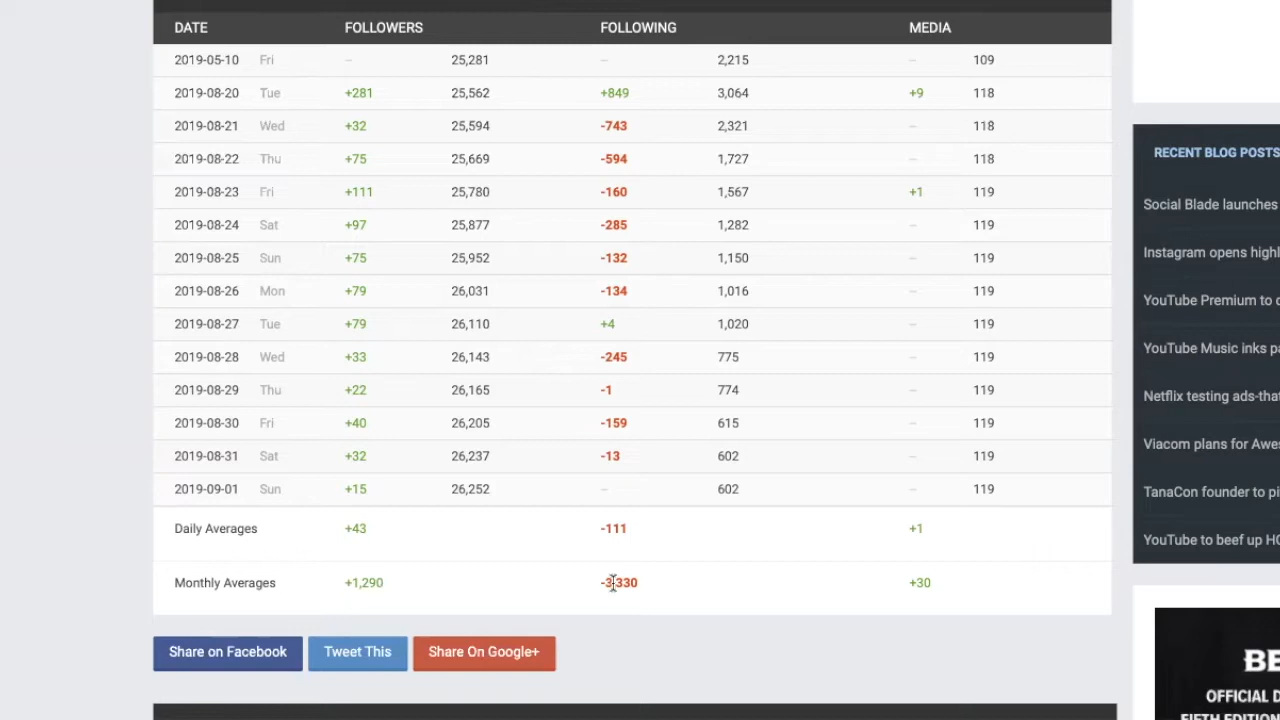 DATE FOLLOWERS FOLLOWING MEDIA
2019-05-10 Fri -- 25,281 -- 2,215 -- 109
2019-08-20 Tue +281 25,562 +849 3,064 +9 118
2019-08-21 Wed +32 25,594 -743 2,321 -- 118
2019-08-22 Thu +75 25,669 -594 1,727 -- 118
2019-08-23 Fri +111 25,780 -160 1,567 +1 119
2019-08-24 Sat +97 25,877 -285 1,282 -- 119
2019-08-25 Sun +75 25,952 -132 1,150 -- 119
2019-08-26 Mon +79 26,031 -134 1,016 -- 119
2019-08-27 Tue +79 26,110 +4 1,020 -- 119
2019-08-28 Wed +33 26,143 -245 775 -- 119
2019-08-29 Thu +22 26,165 -1 774 -- 119
2019-08-30 Fri +40 26,205 -159 615 -- 119
2019-08-31 Sat +32 26,237 -13 602 -- 119
2019-09-01 Sun +15 26,252 -- 602 -- 119
Daily Averages +43 -111 +1
Monthly Averages +1,290 -3,330 +30
Share on Facebook Tweet This Share On Google+
RECENT BLOG POSTS
Social Blade launches
Instagram opens highl
YouTube Premium to
YouTube Music inks pa
Netflix testing ads-tha
Viacom plans for Awe
TanaCon founder to pi
YouTube to beef up HO
BE
OFFICIAL D
FIFTH EDITION